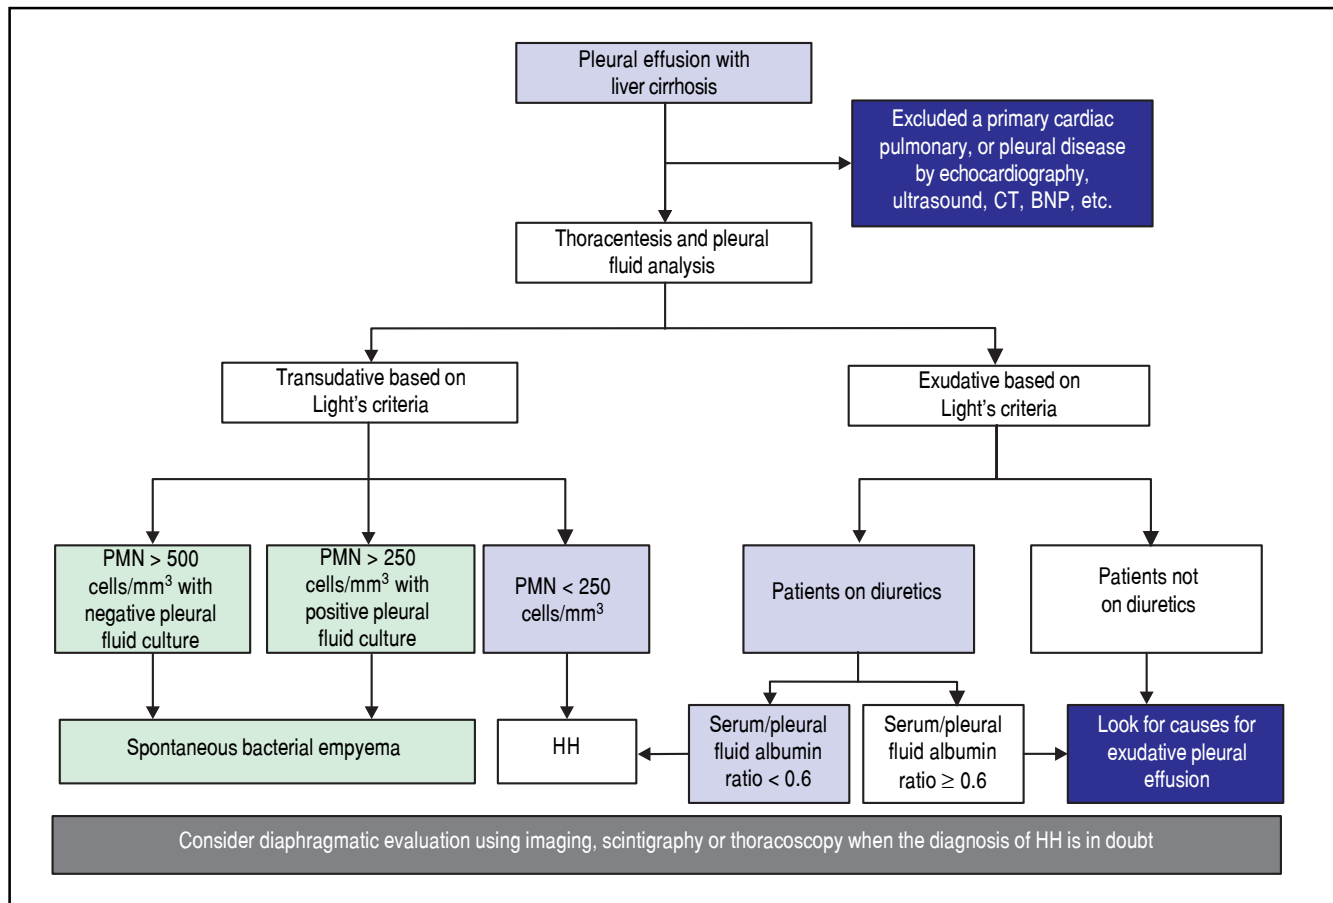 Pleural effusion with
liver cirrhosis
Excluded a primary cardiac
pulmonary, or pleural disease
by echocardiography,
ultrasound, CT, BNP, etc.
Thoracentesis and pleural
fluid analysis
Transudative based on
Light's criteria
Exudative based on
Light's criteria
PMN > 500
cells/mm³ with
negative pleural
fluid culture
PMN > 250
cells/mm³ with
positive pleural
fluid culture
PMN < 250
cells/mm³
Patients on diuretics
Patients not
on diuretics
Spontaneous bacterial empyema
HH
Serum/pleural
fluid albumin
ratio < 0.6
Serum/pleural
fluid albumin
ratio ≥ 0.6
Look for causes for
exudative pleural
effusion
Consider diaphragmatic evaluation using imaging, scintigraphy or thoracoscopy when the diagnosis of HH is in doubt